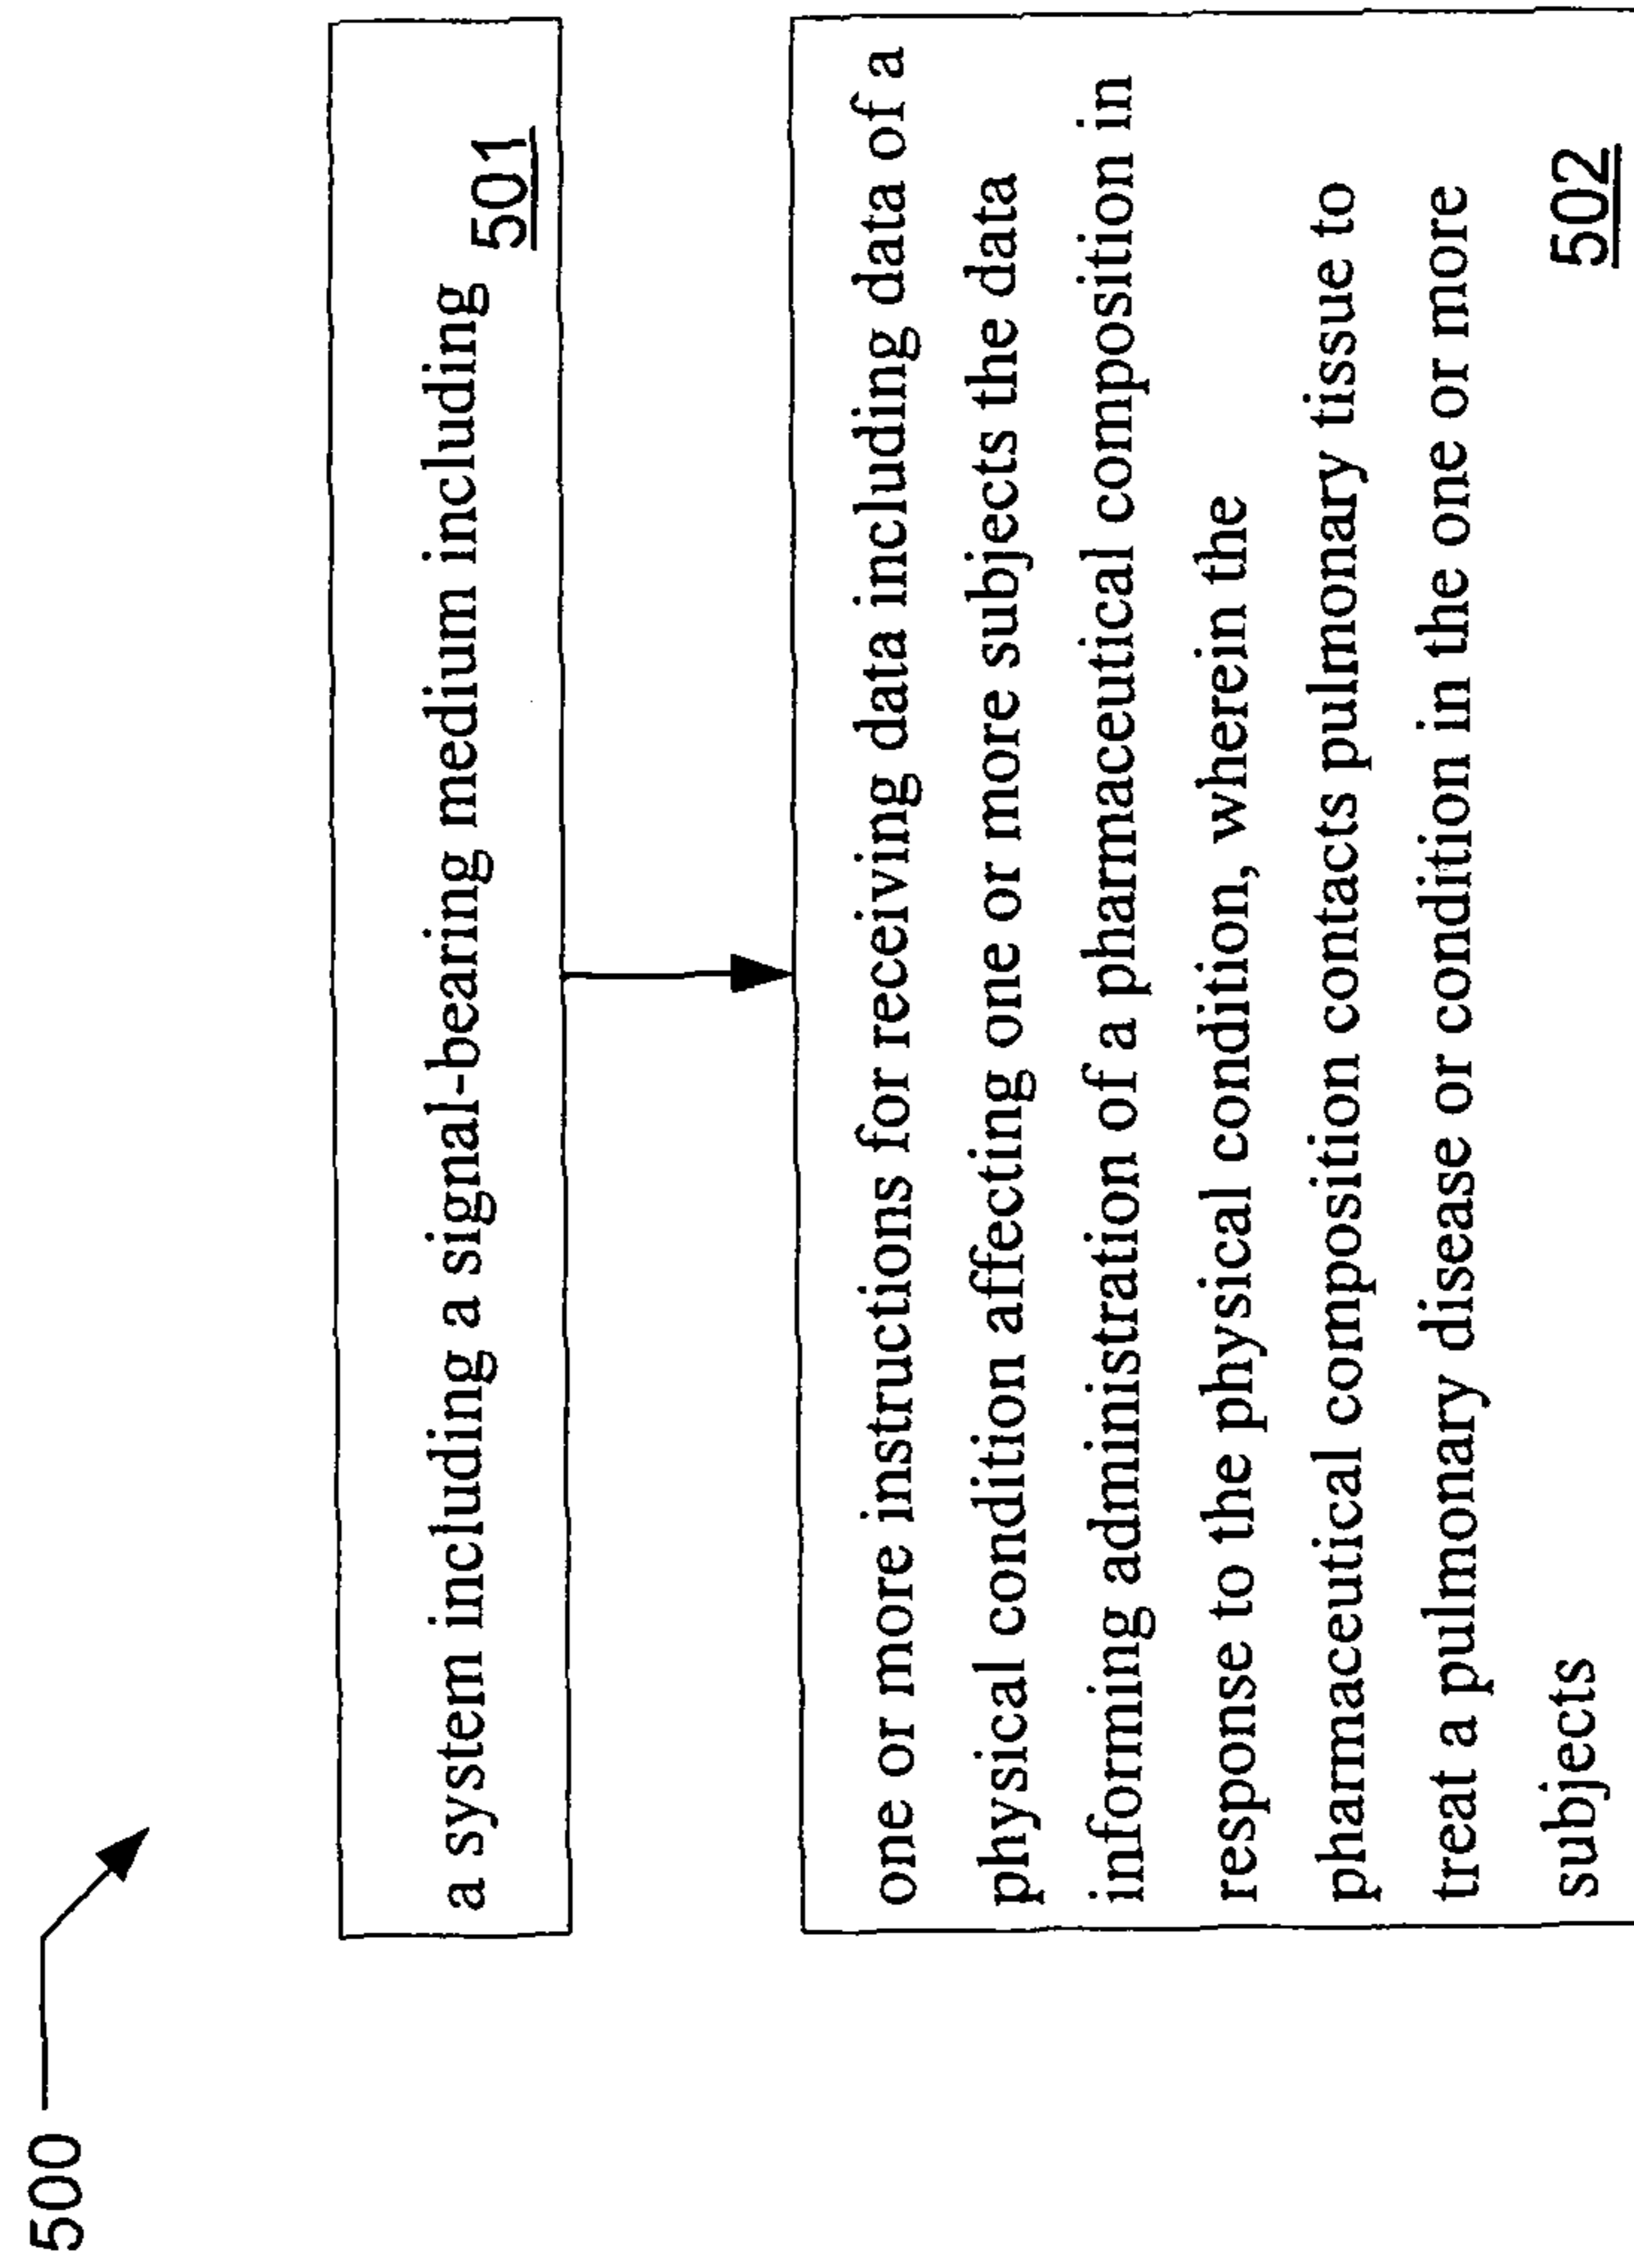 500
a system including a signal-bearing medium including
501
one or more instructions for receiving data including data of a
physical condition affecting one or more subjects the data
informing administration of a pharmaceutical composition in
response to the physical condition, wherein the
pharmaceutical composition contacts pulmonary tissue to
treat a pulmonary disease or condition in the one or more
subjects
502